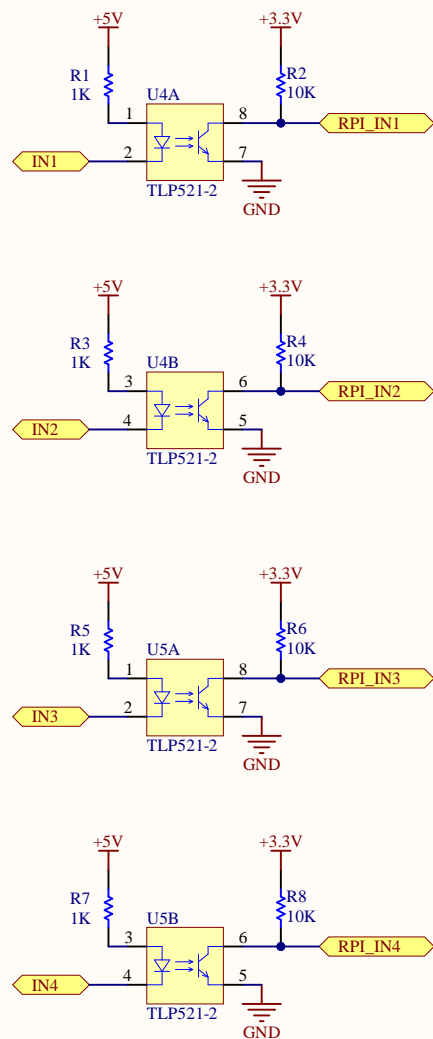 +5V
+3.3V
R1
1K
R2
10K
U4A
1
8
RPI_IN1
IN1
2
7
TLP521-2
GND
+5V
+3.3V
R3
1K
R4
10K
U4B
3
6
RPI_IN2
IN2
4
5
TLP521-2
GND
+5V
+3.3V
R5
1K
R6
10K
U5A
1
8
RPI_IN3
IN3
2
7
TLP521-2
GND
+5V
+3.3V
R7
1K
R8
10K
U5B
3
6
RPI_IN4
IN4
4
5
TLP521-2
GND